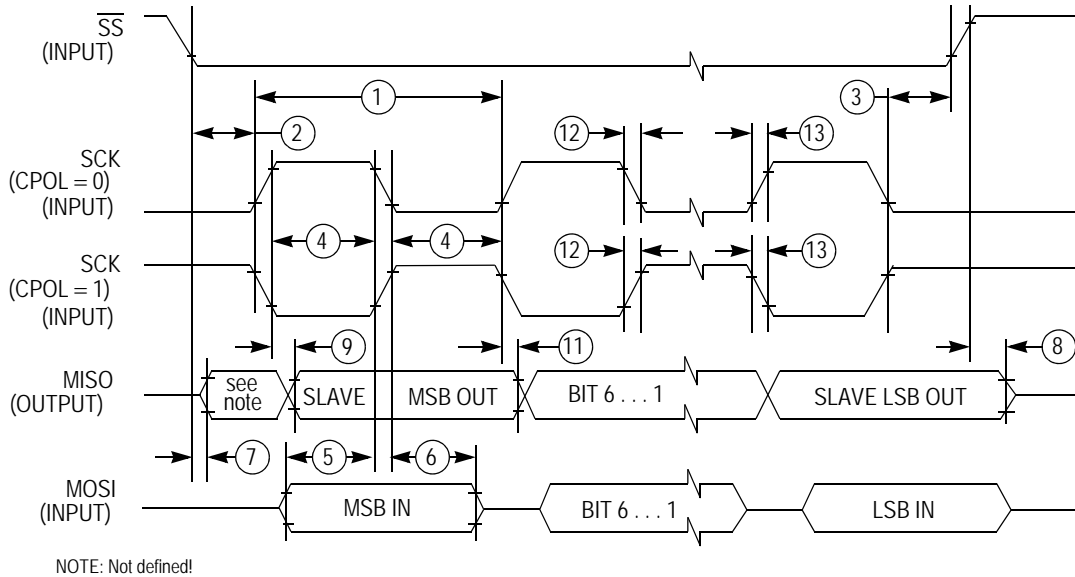 SS
(INPUT)
1
3
2
12
13
SCK
(CPOL = 0)
(INPUT)
4
4
SCK
(CPOL = 1)
(INPUT)
12
13
9
11
8
MISO
(OUTPUT)
see
note
SLAVE
MSB OUT
BIT 6 . . . 1
SLAVE LSB OUT
7
5
6
MOSI
(INPUT)
MSB IN
BIT 6 . . . 1
LSB IN
NOTE: Not defined!